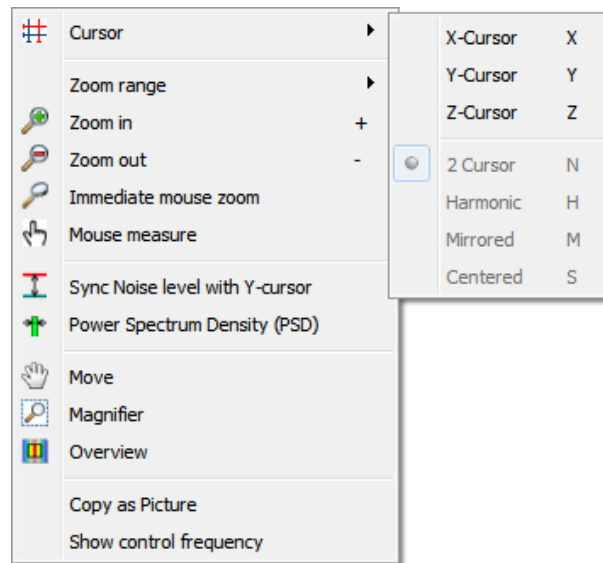 Cursor
Zoom range
Zoom in +
Zoom out -
Immediate mouse zoom
Mouse measure
Sync Noise level with Y-cursor
Power Spectrum Density (PSD)
Move
Magnifier
Overview
Copy as Picture
Show control frequency
X-Cursor X
Y-Cursor Y
Z-Cursor Z
2 Cursor N
Harmonic H
Mirrored M
Centered S